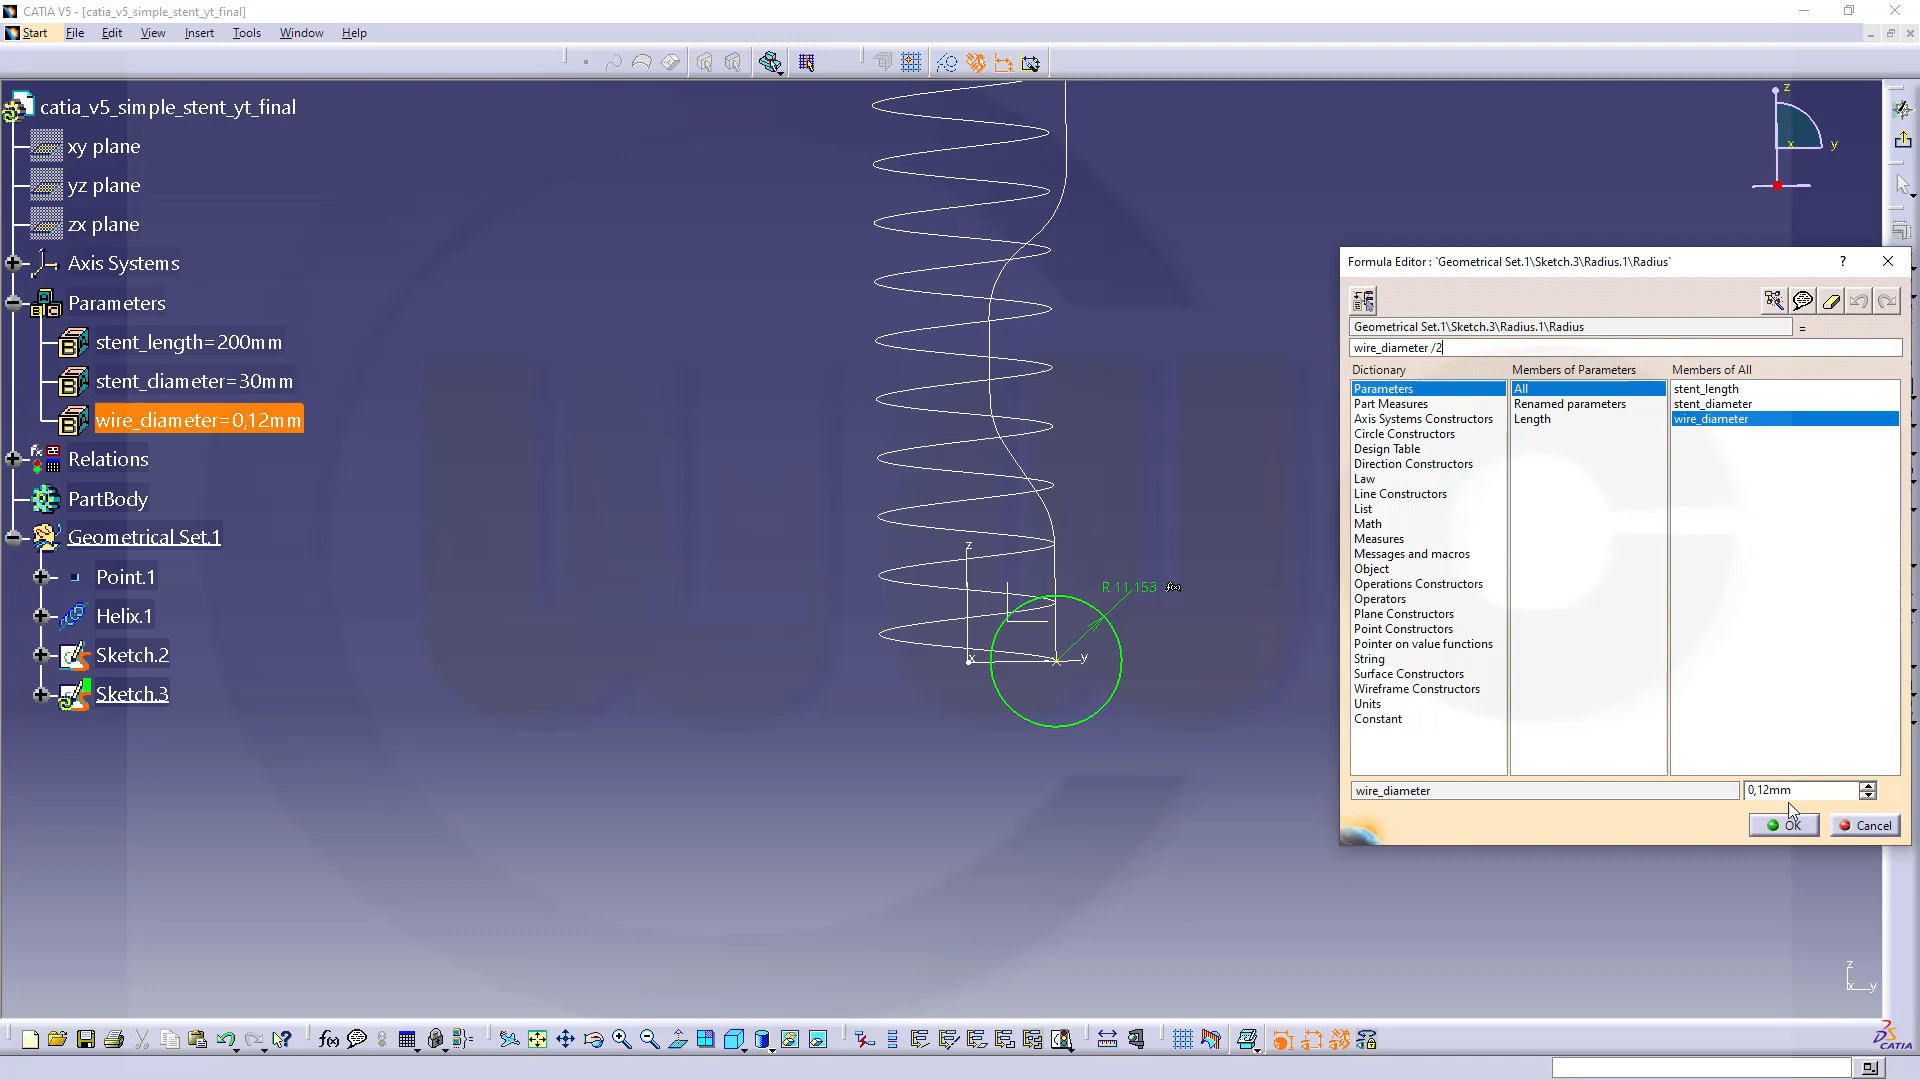 CATIA V5 - [catia_v5_simple_stent_yt_final]
Start File Edit View Insert Tools Window Help
catia_v5_simple_stent_yt_final
xy plane
yz plane
zx plane
Axis Systems
Parameters
stent_length=200mm
stent_diameter=30mm
wire_diameter=0,12mm
Relations
PartBody
Geometrical Set.1
Point.1
Helix.1
Sketch.2
Sketch.3
z
x
y
R 11,153 f(x)
z
x
y
Formula Editor : `Geometrical Set.1\Sketch.3\Radius.1\Radius`
?
Geometrical Set.1\Sketch.3\Radius.1\Radius =
wire_diameter /2
Dictionary
Parameters
Part Measures
Axis Systems Constructors
Circle Constructors
Design Table
Direction Constructors
Law
Line Constructors
List
Math
Measures
Messages and macros
Object
Operations Constructors
Operators
Plane Constructors
Point Constructors
Pointer on value functions
String
Surface Constructors
Wireframe Constructors
Units
Constant
Members of Parameters
All
Renamed parameters
Length
Members of All
stent_length
stent_diameter
wire_diameter
wire_diameter 0,12mm
OK Cancel
z
x y
f(x)
CATIA